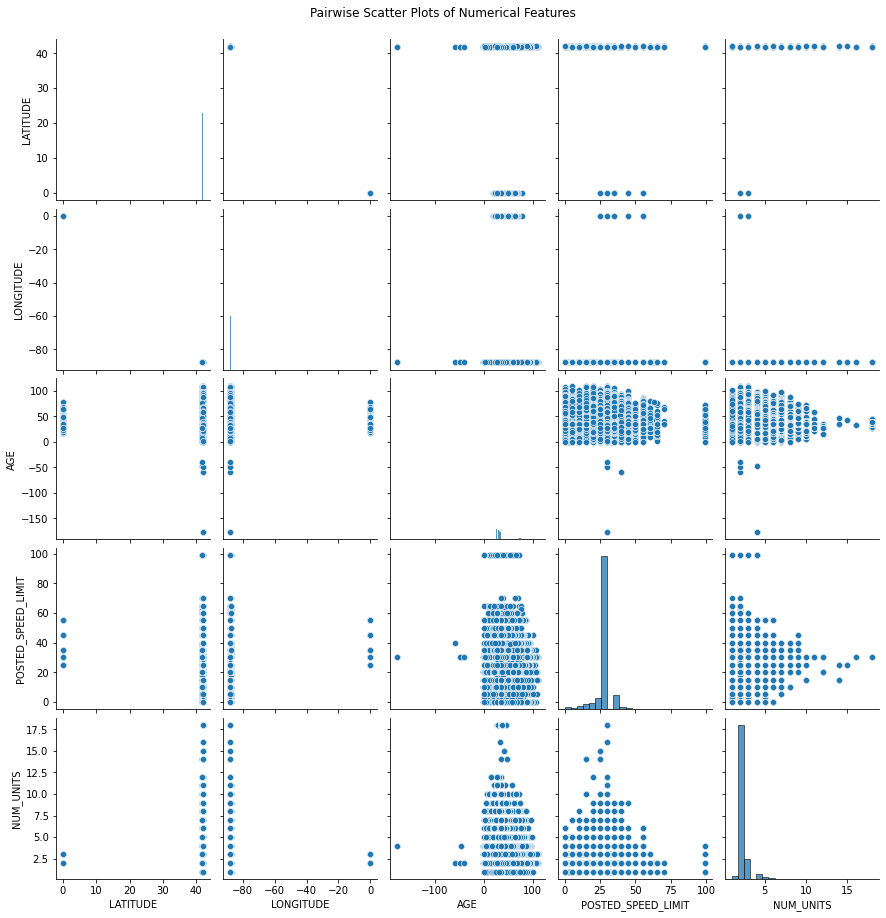 Pairwise Scatter Plots of Numerical Features
40
30
20
10
0
LATITUDE
0
−20
−40
−60
−80
LONGITUDE
100
50
0
−50
−100
−150
AGE
100
80
60
40
20
0
POSTED_SPEED_LIMIT
17.5
15.0
12.5
10.0
7.5
5.0
2.5
NUM_UNITS
0 10 20 30 40
−80 −60 −40 −20 0
−100 0 100
0 25 50 75 100
5 10 15
LATITUDE
LONGITUDE
AGE
POSTED_SPEED_LIMIT
NUM_UNITS